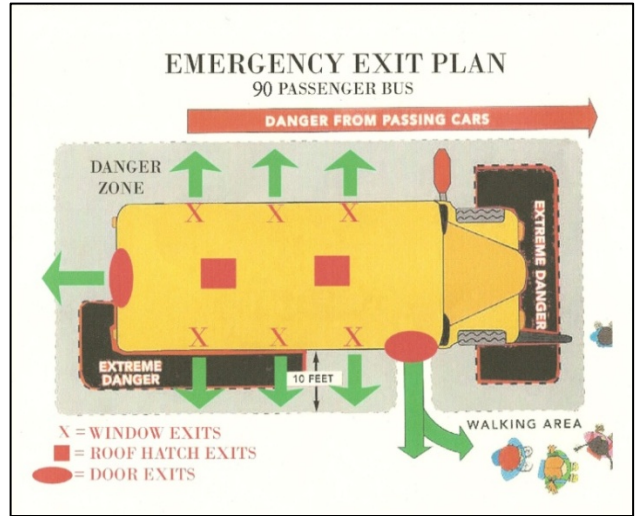 EMERGENCY EXIT PLAN
90 PASSENGER BUS
DANGER FROM PASSING CARS
DANGER
ZONE
X X X
EXTREME DANGER
X X X
EXTREME
DANGER
10 FEET
WALKING AREA
X = WINDOW EXITS
= ROOF HATCH EXITS
= DOOR EXITS